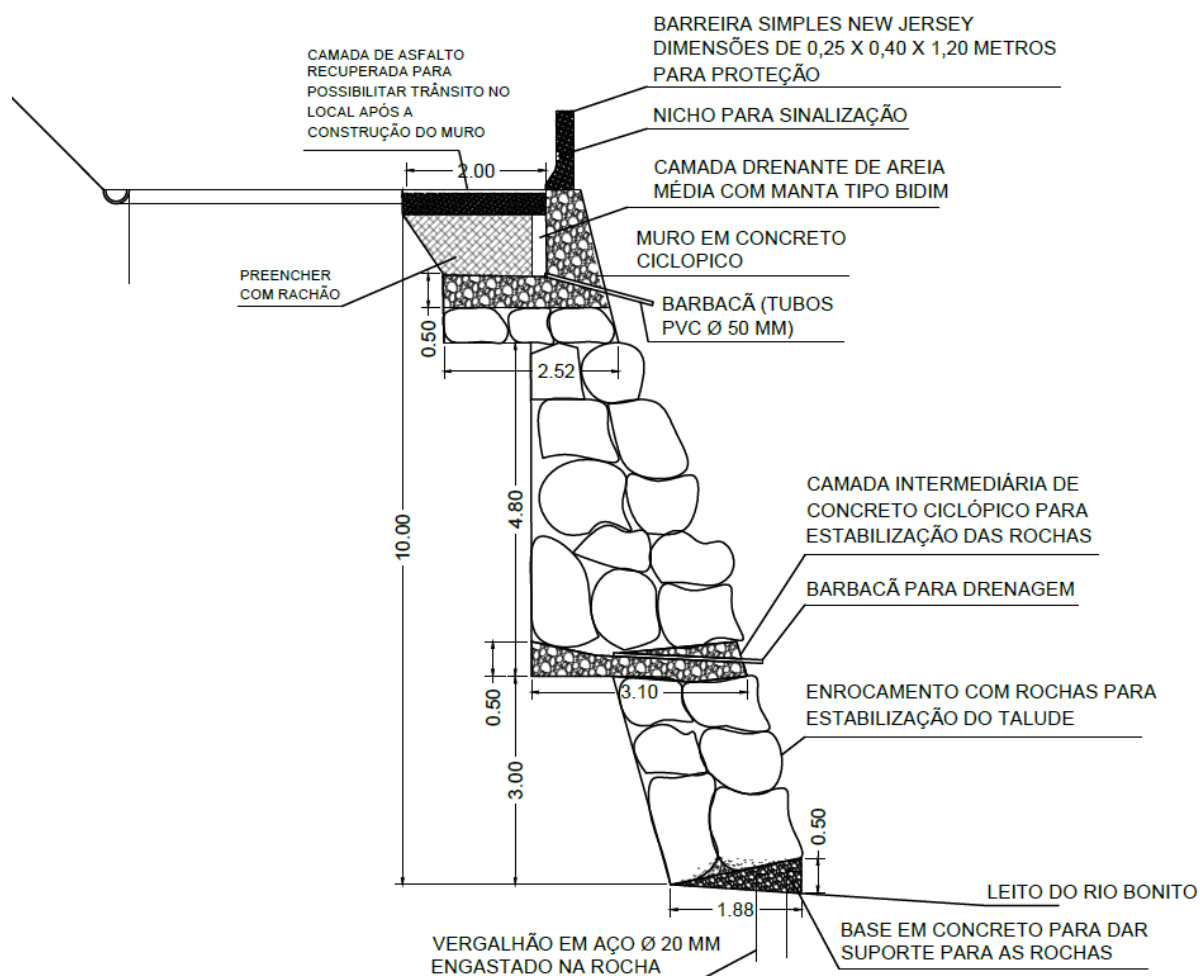 BARREIRA SIMPLES NEW JERSEY
DIMENSÕES DE 0,25 X 0,40 X 1,20 METROS
PARA PROTEÇÃO
CAMADA DE ASFALTO
RECUPERADA PARA
POSSIBILITAR TRÂNSITO NO
LOCAL APÓS A
CONSTRUÇÃO DO MURO
NICHO PARA SINALIZAÇÃO
2.00
CAMADA DRENANTE DE AREIA
MÉDIA COM MANTA TIPO BIDIM
MURO EM CONCRETO
CICLOPICO
PREENCHER
COM RACHÃO
BARBACÃ (TUBOS
PVC Ø 50 MM)
0.50
2.52
10.00
4.80
CAMADA INTERMEDIÁRIA DE
CONCRETO CICLÓPICO PARA
ESTABILIZAÇÃO DAS ROCHAS
BARBACÃ PARA DRENAGEM
0.50
3.10
ENROCAMENTO COM ROCHAS PARA
ESTABILIZAÇÃO DO TALUDE
3.00
0.50
LEITO DO RIO BONITO
1.88
BASE EM CONCRETO PARA DAR
SUPORTE PARA AS ROCHAS
VERGALHÃO EM AÇO Ø 20 MM
ENGASTADO NA ROCHA